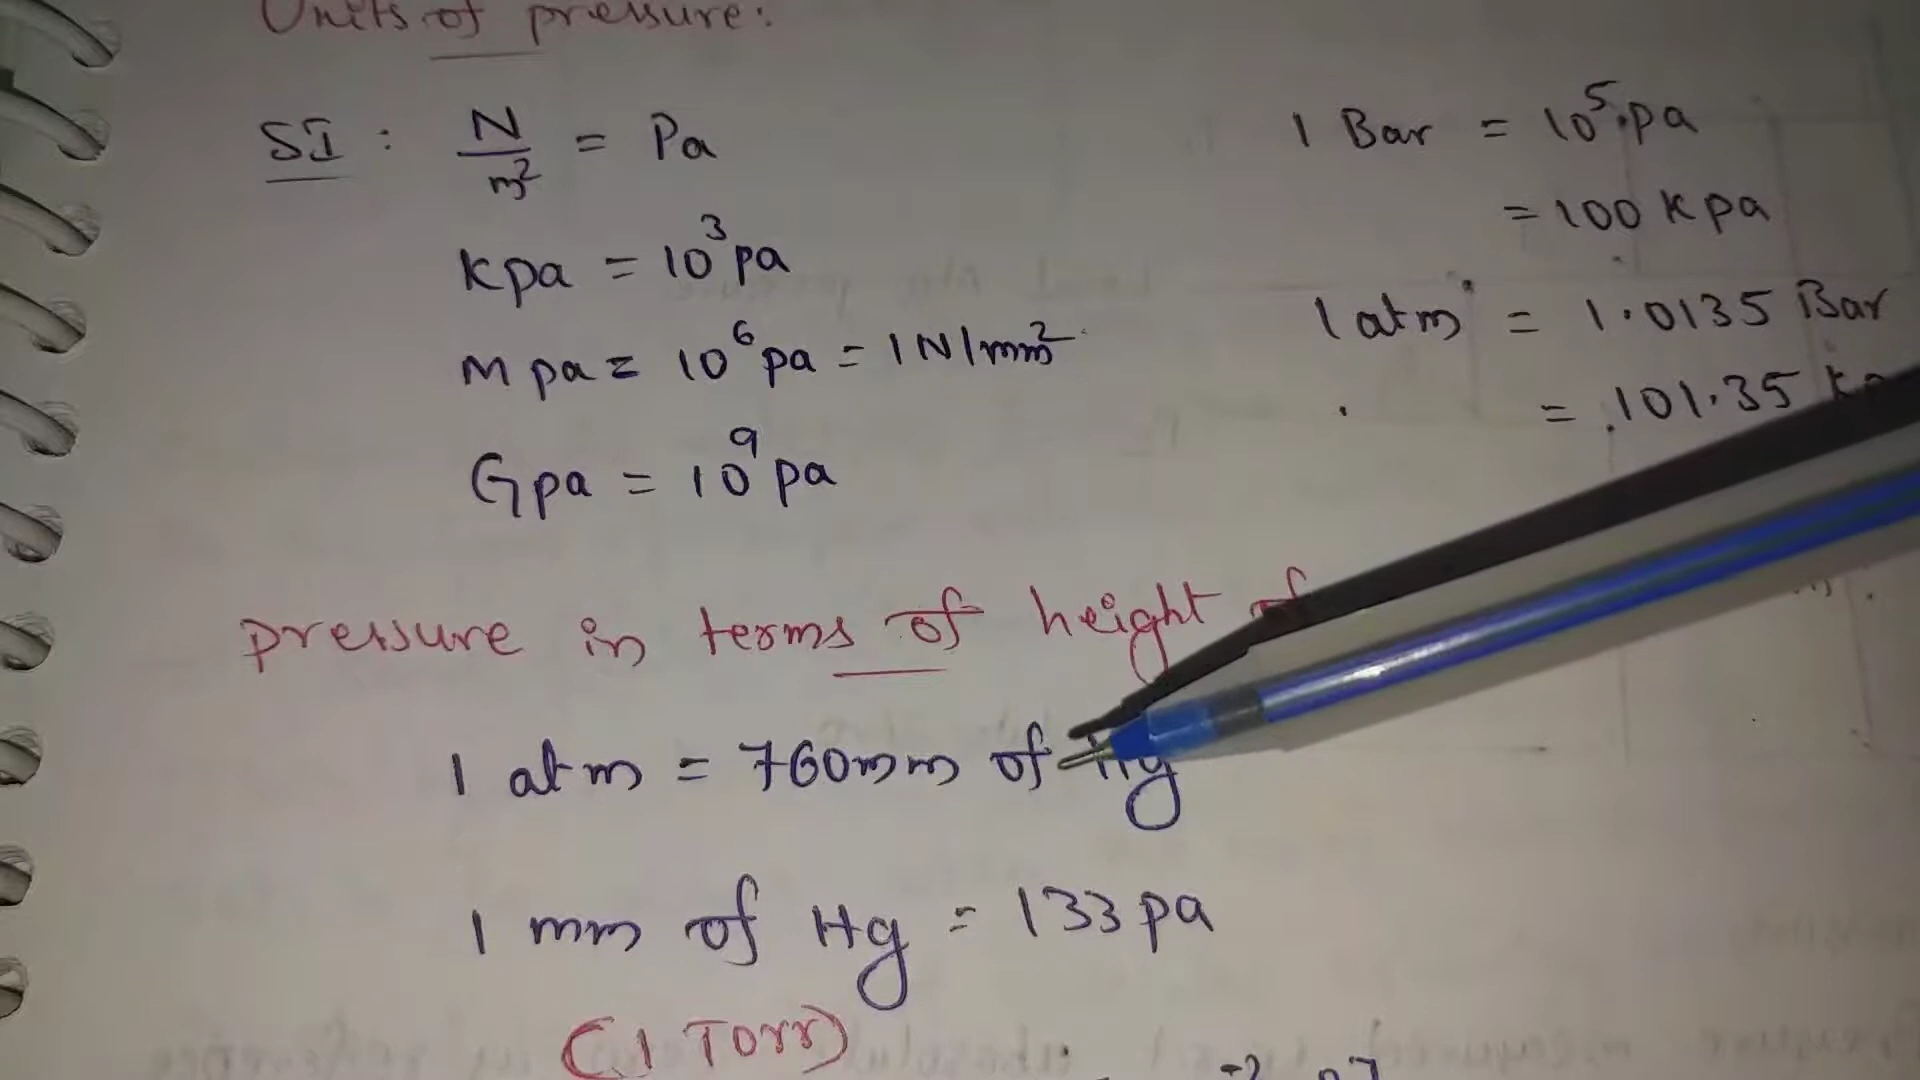 Units of pressure:
SI : N/m² = Pa
Kpa = 10³ pa
Mpa = 10⁶ pa = 1N/mm²
Gpa = 10⁹ pa
1 Bar = 10⁵ pa
= 100 kpa
1 atm = 1.0135 Bar
= 101.35
pressure in terms of height of
1 atm = 760mm of Hg
1 mm of Hg = 133 pa
(1 Torr)